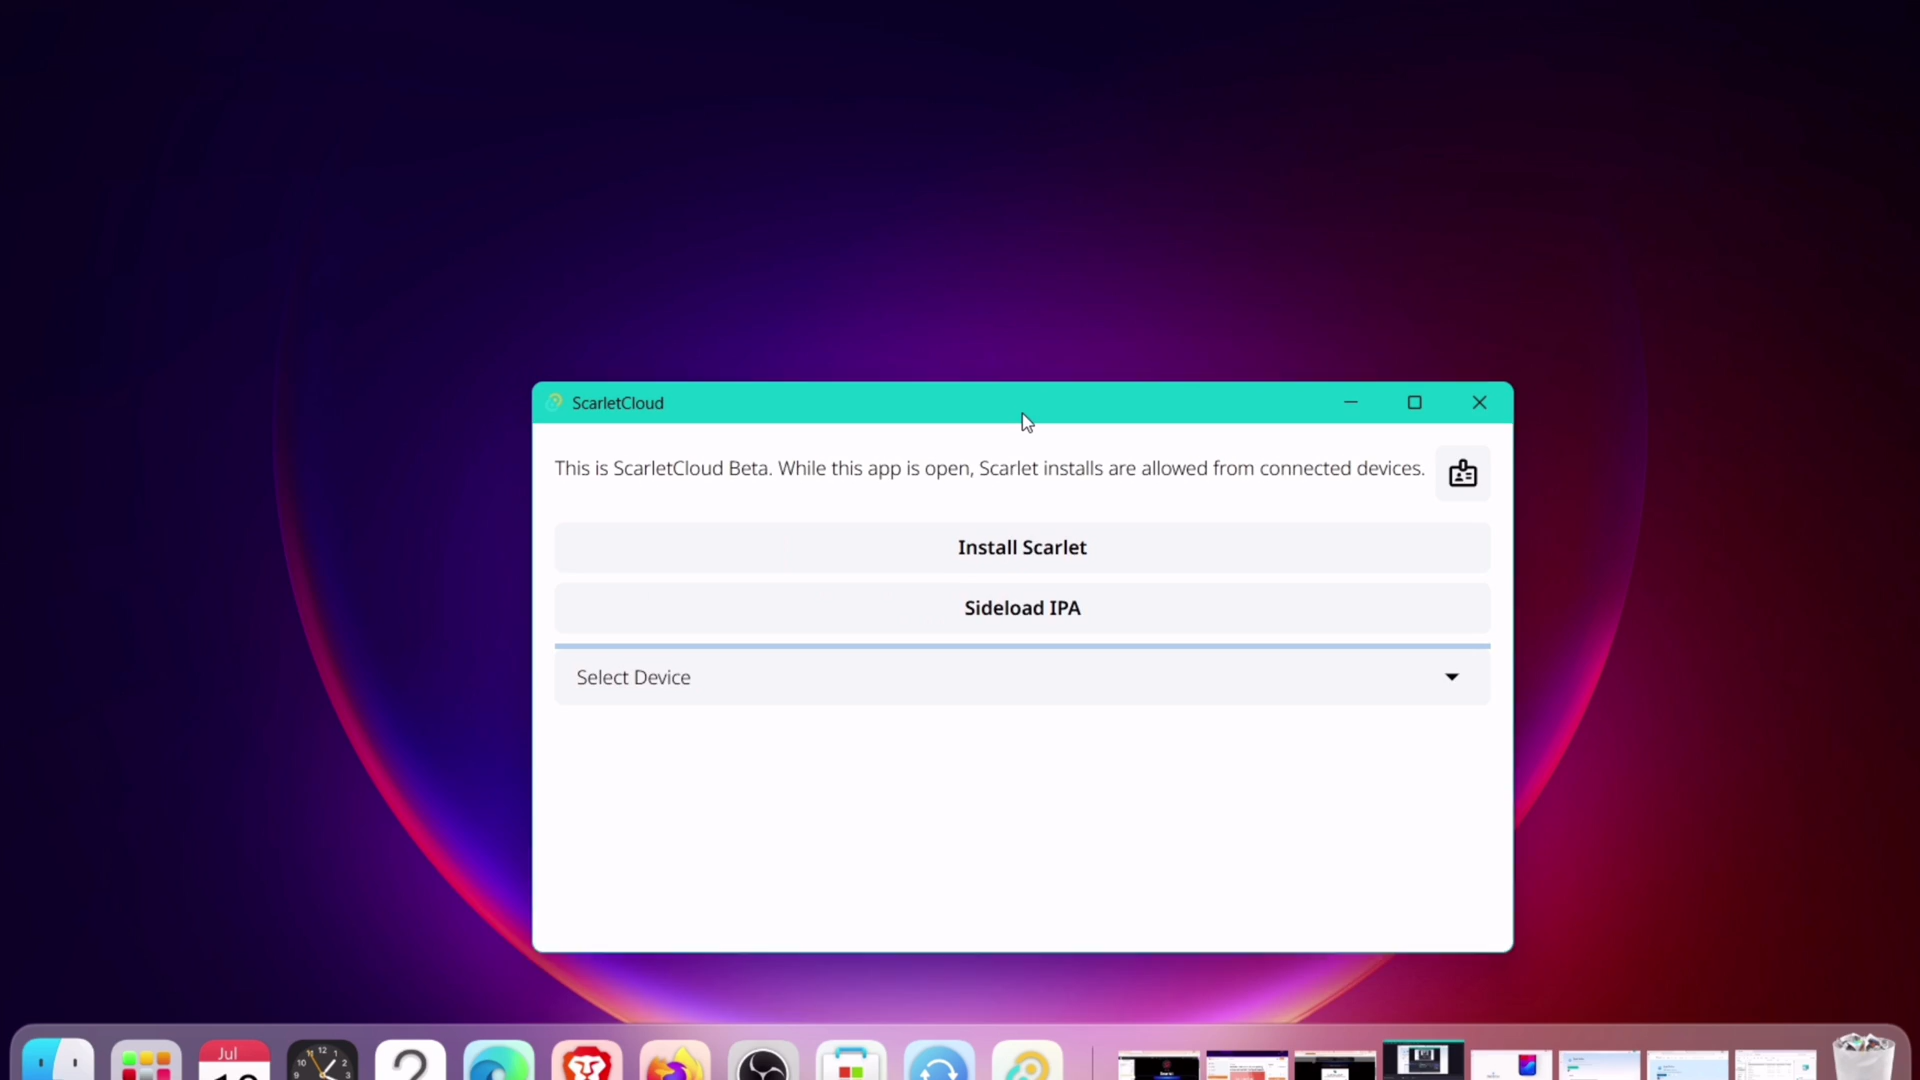 ScarletCloud
This is ScarletCloud Beta. While this app is open, Scarlet installs are allowed from connected devices.
Install Scarlet
Sideload IPA
Select Device
Jul